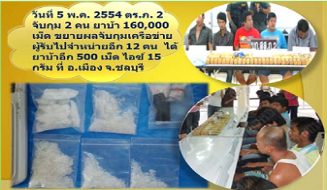 วันที่ 5 พ.ค. 2554 ตร.ภ. 2
จับกุม 2 คน ยาบ้า 160,000
เม็ด ขยายผลจับกุมเครือข่าย
ผู้รับไปจำหน่ายอีก 12 คน ได้
ยาบ้าอีก 500 เม็ด ไอซ์ 15
กรัม ที่ อ.เมือง จ.ชลบุรี